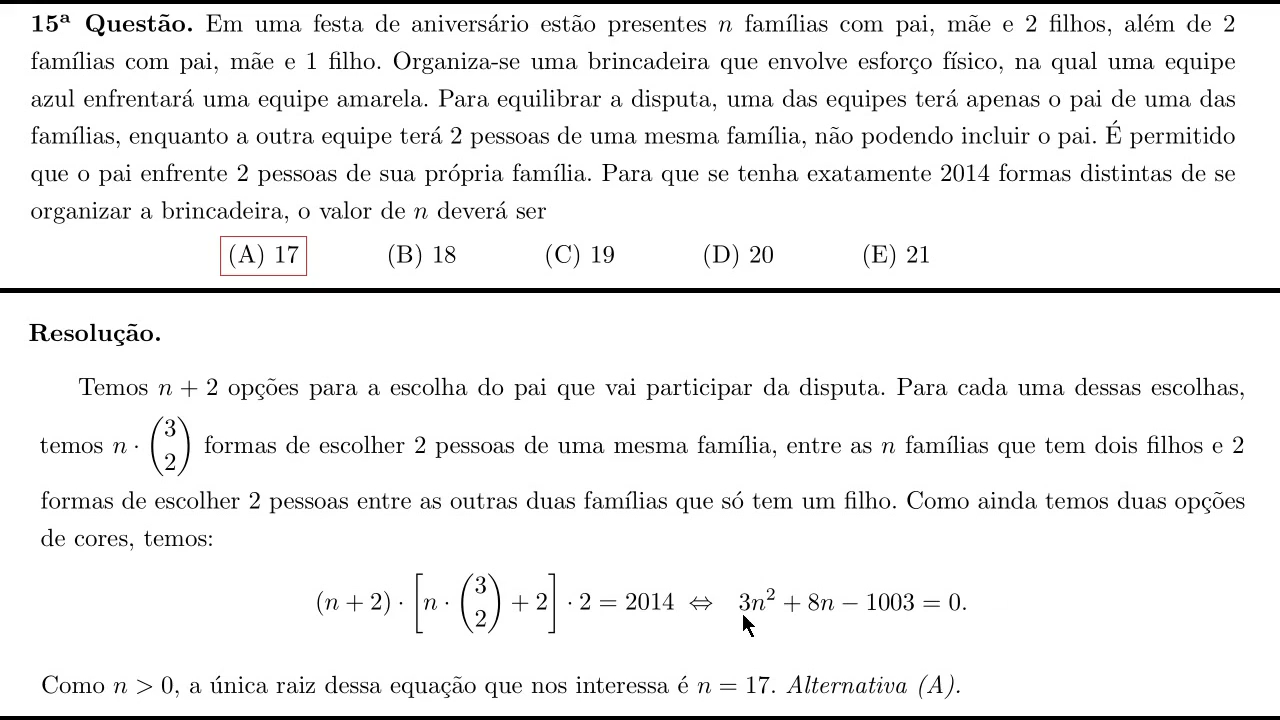 15ª Questão. Em uma festa de aniversário estão presentes n famílias com pai, mãe e 2 filhos, além de 2
famílias com pai, mãe e 1 filho. Organiza-se uma brincadeira que envolve esforço físico, na qual uma equipe
azul enfrentará uma equipe amarela. Para equilibrar a disputa, uma das equipes terá apenas o pai de uma das
famílias, enquanto a outra equipe terá 2 pessoas de uma mesma família, não podendo incluir o pai. É permitido
que o pai enfrente 2 pessoas de sua própria família. Para que se tenha exatamente 2014 formas distintas de se
organizar a brincadeira, o valor de n deverá ser
(A) 17 (B) 18 (C) 19 (D) 20 (E) 21
Resolução.
Temos n + 2 opções para a escolha do pai que vai participar da disputa. Para cada uma dessas escolhas,
temos n · (3 2) formas de escolher 2 pessoas de uma mesma família, entre as n famílias que tem dois filhos e 2
formas de escolher 2 pessoas entre as outras duas famílias que só tem um filho. Como ainda temos duas opções
de cores, temos:
(n + 2) · [n · (3 2) + 2] · 2 = 2014 ⇔ 3n² + 8n − 1003 = 0.
Como n > 0, a única raiz dessa equação que nos interessa é n = 17. Alternativa (A).